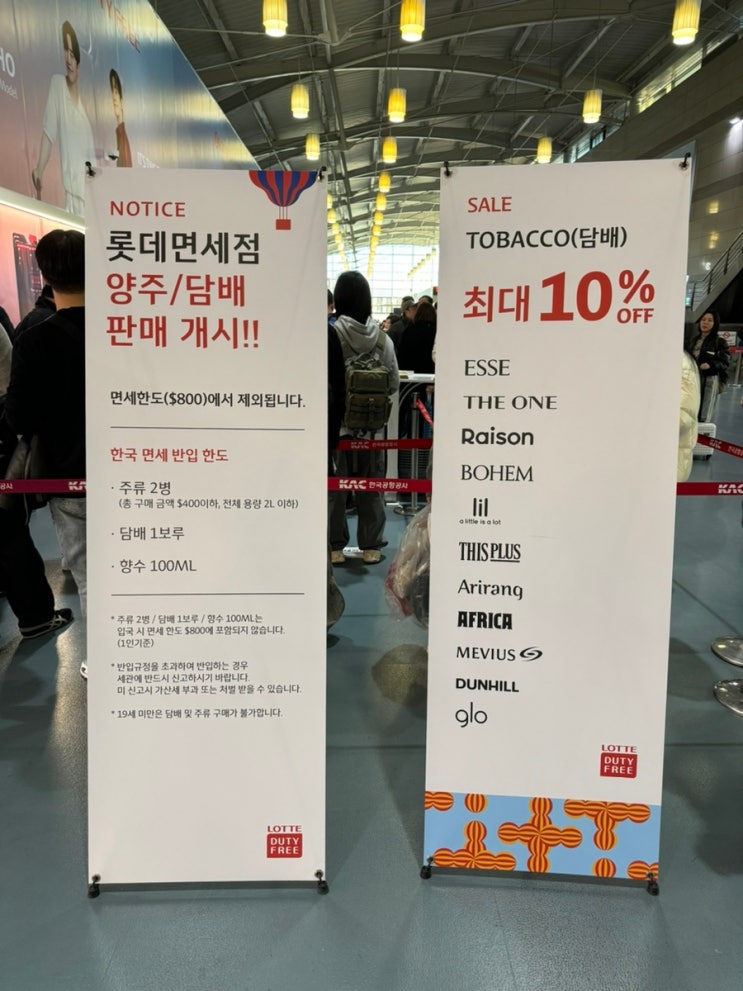 NOTICE
롯데면세점
양주/담배
판매 개시!!
면세한도($800)에서 제외됩니다.
한국 면세 반입 한도
· 주류 2병
(총 구매 금액 $400이하, 전체 용량 2L 이하)
· 담배 1보루
· 향수 100ML
* 주류 2병 / 담배 1보루 / 향수 100ML는
입국 시 면세 한도 $800에 포함되지 않습니다.
(1인기준)
* 반입규정을 초과하여 반입하는 경우
세관에 반드시 신고하시기 바랍니다.
미 신고시 가산세 부과 또는 처벌 받을 수 있습니다.
* 19세 미만은 담배 및 주류 구매가 불가합니다.
LOTTE
DUTY
FREE
SALE
TOBACCO(담배)
최대 10% OFF
ESSE
THE ONE
Raison
BOHEM
lil
a little is a lot
THIS PLUS
Arirang
AFRICA
MEVIUS
DUNHILL
glo
LOTTE
DUTY
FREE
KAC 한국공항공사